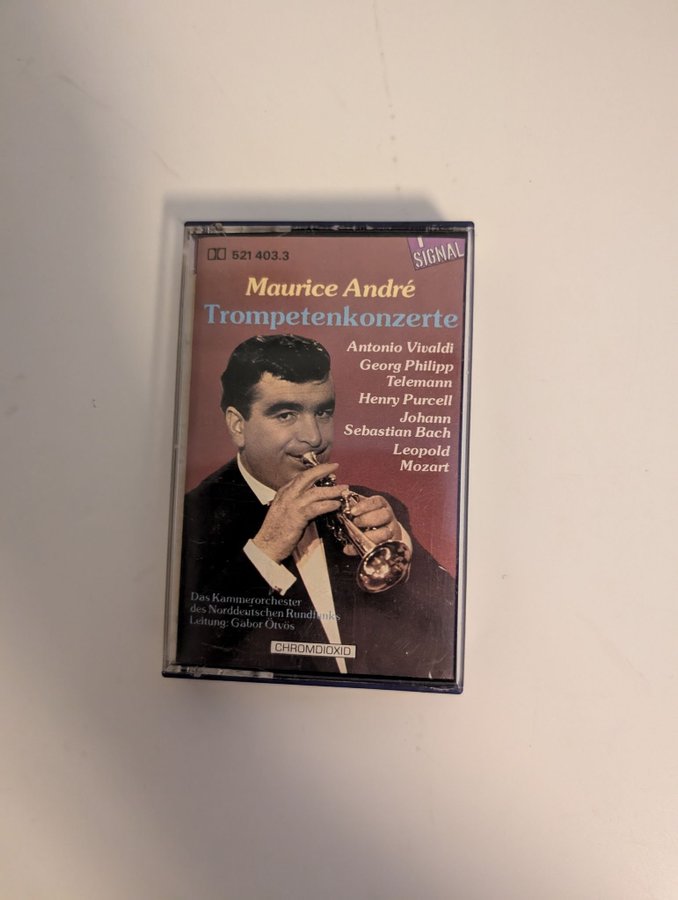 521 403.3
SIGNAL
Maurice André
Trompetenkonzerte
Antonio Vivaldi
Georg Philipp
Telemann
Henry Purcell
Johann
Sebastian Bach
Leopold
Mozart
Das Kammerorchester
des Norddeutschen Rundfunks
Leitung: Gabor Ötvös
CHROMDIOXID